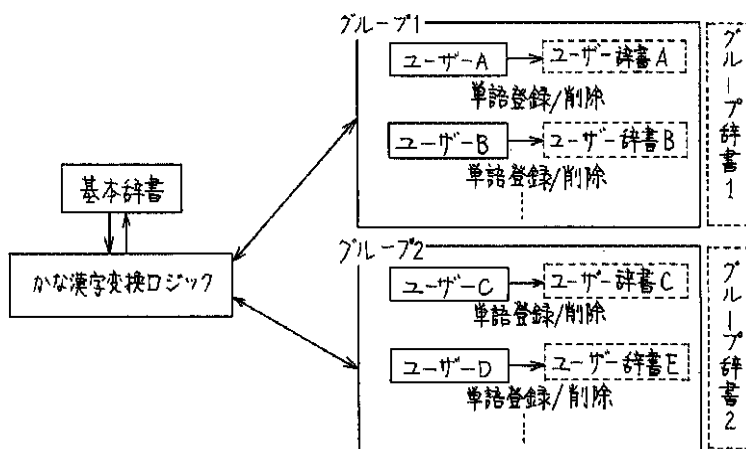 グループ1
ユーザーA
ユーザー辞書A
単語登録/削除
ユーザーB
ユーザー辞書B
単語登録/削除
グループ辞書1
基本辞書
かな漢字変換ロジック
グループ2
ユーザーC
ユーザー辞書C
単語登録/削除
ユーザーD
ユーザー辞書E
単語登録/削除
グループ辞書2